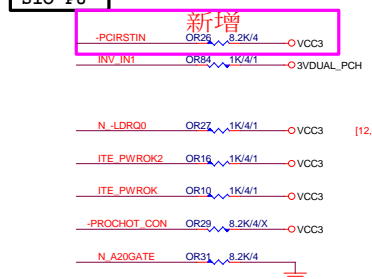 SIO PU
新增
-PCIRSTIN OR26 8.2K/4 VCC3
INV_IN1 OR84 1K/4/1 3VDUAL_PCH
N_-LDRQ0 OR27 1K/4/1 VCC3 [12,
ITE_PWROK2 OR16 1K/4/1 VCC3
ITE_PWROK OR10 1K/4/1 VCC3
-PROCHOT_CON OR29 8.2K/4/X VCC3
N_A20GATE OR31 8.2K/4